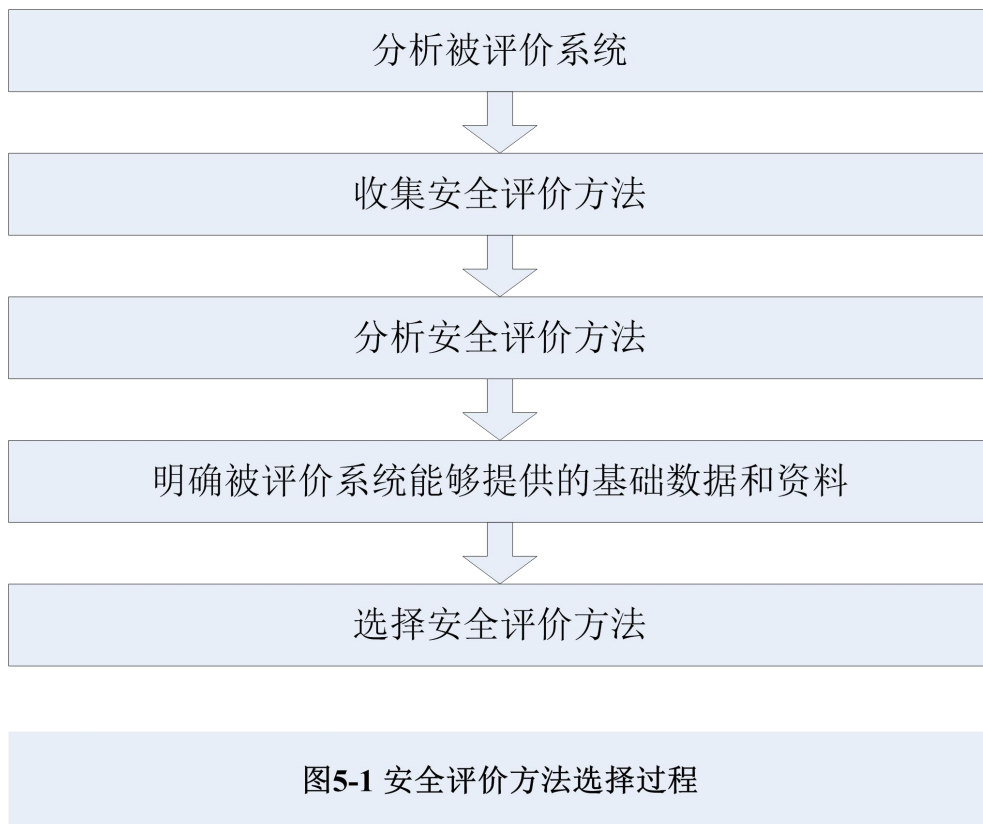 分析被评价系统
收集安全评价方法
分析安全评价方法
明确被评价系统能够提供的基础数据和资料
选择安全评价方法
图5-1 安全评价方法选择过程